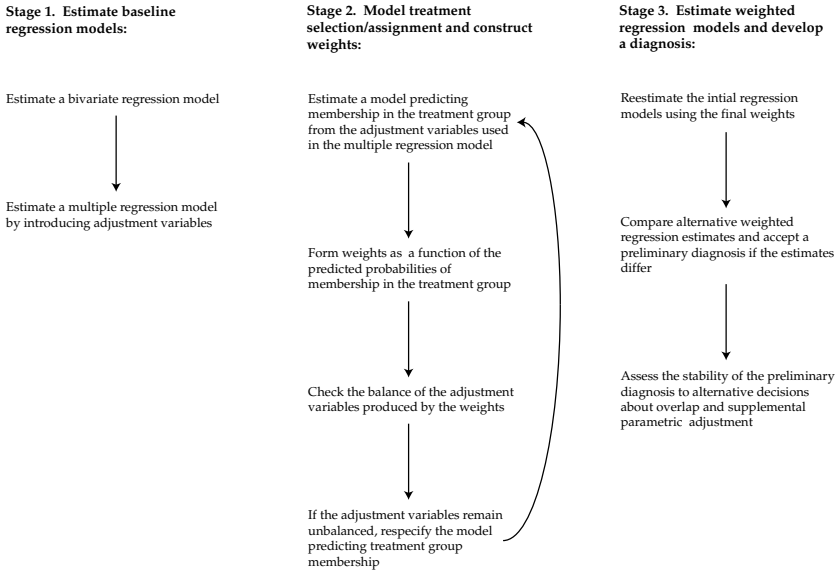 Stage 1. Estimate baseline
regression models:
Estimate a bivariate regression model
Estimate a multiple regression model
by introducing adjustment variables
Stage 2. Model treatment
selection/assignment and construct
weights:
Estimate a model predicting
membership in the treatment group
from the adjustment variables used
in the multiple regression model
Form weights as a function of the
predicted probabilities of
membership in the treatment group
Check the balance of the adjustment
variables produced by the weights
If the adjustment variables remain
unbalanced, respecify the model
predicting treatment group
membership
Stage 3. Estimate weighted
regression models and develop
a diagnosis:
Reestimate the intial regression
models using the final weights
Compare alternative weighted
regression estimates and accept a
preliminary diagnosis if the estimates
differ
Assess the stability of the preliminary
diagnosis to alternative decisions
about overlap and supplemental
parametric adjustment